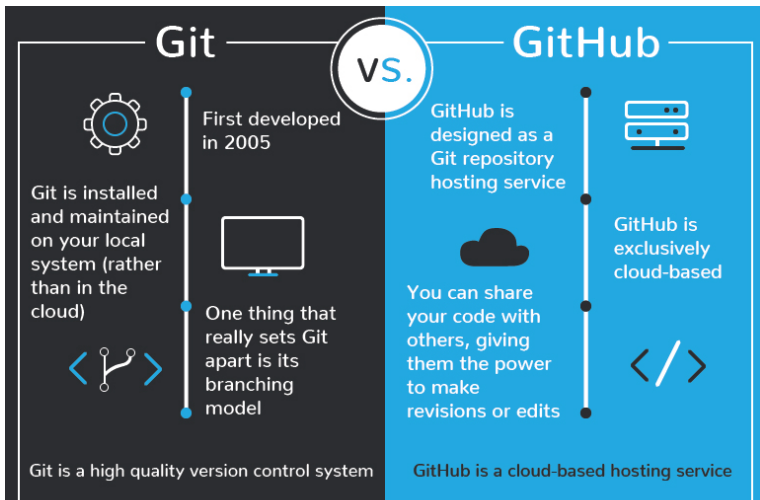 Git
vs.
GitHub
First developed
in 2005
Git is installed
and maintained
on your local
system (rather
than in the
cloud)
One thing that
really sets Git
apart is its
branching
model
Git is a high quality version control system
GitHub is
designed as a
Git repository
hosting service
GitHub is
exclusively
cloud-based
You can share
your code with
others, giving
them the power
to make
revisions or edits
GitHub is a cloud-based hosting service